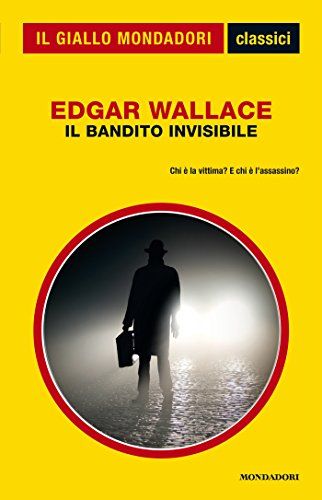 IL GIALLO MONDADORI classici
EDGAR WALLACE
IL BANDITO INVISIBILE
Chi è la vittima? E chi è l'assassino?
MONDADORI